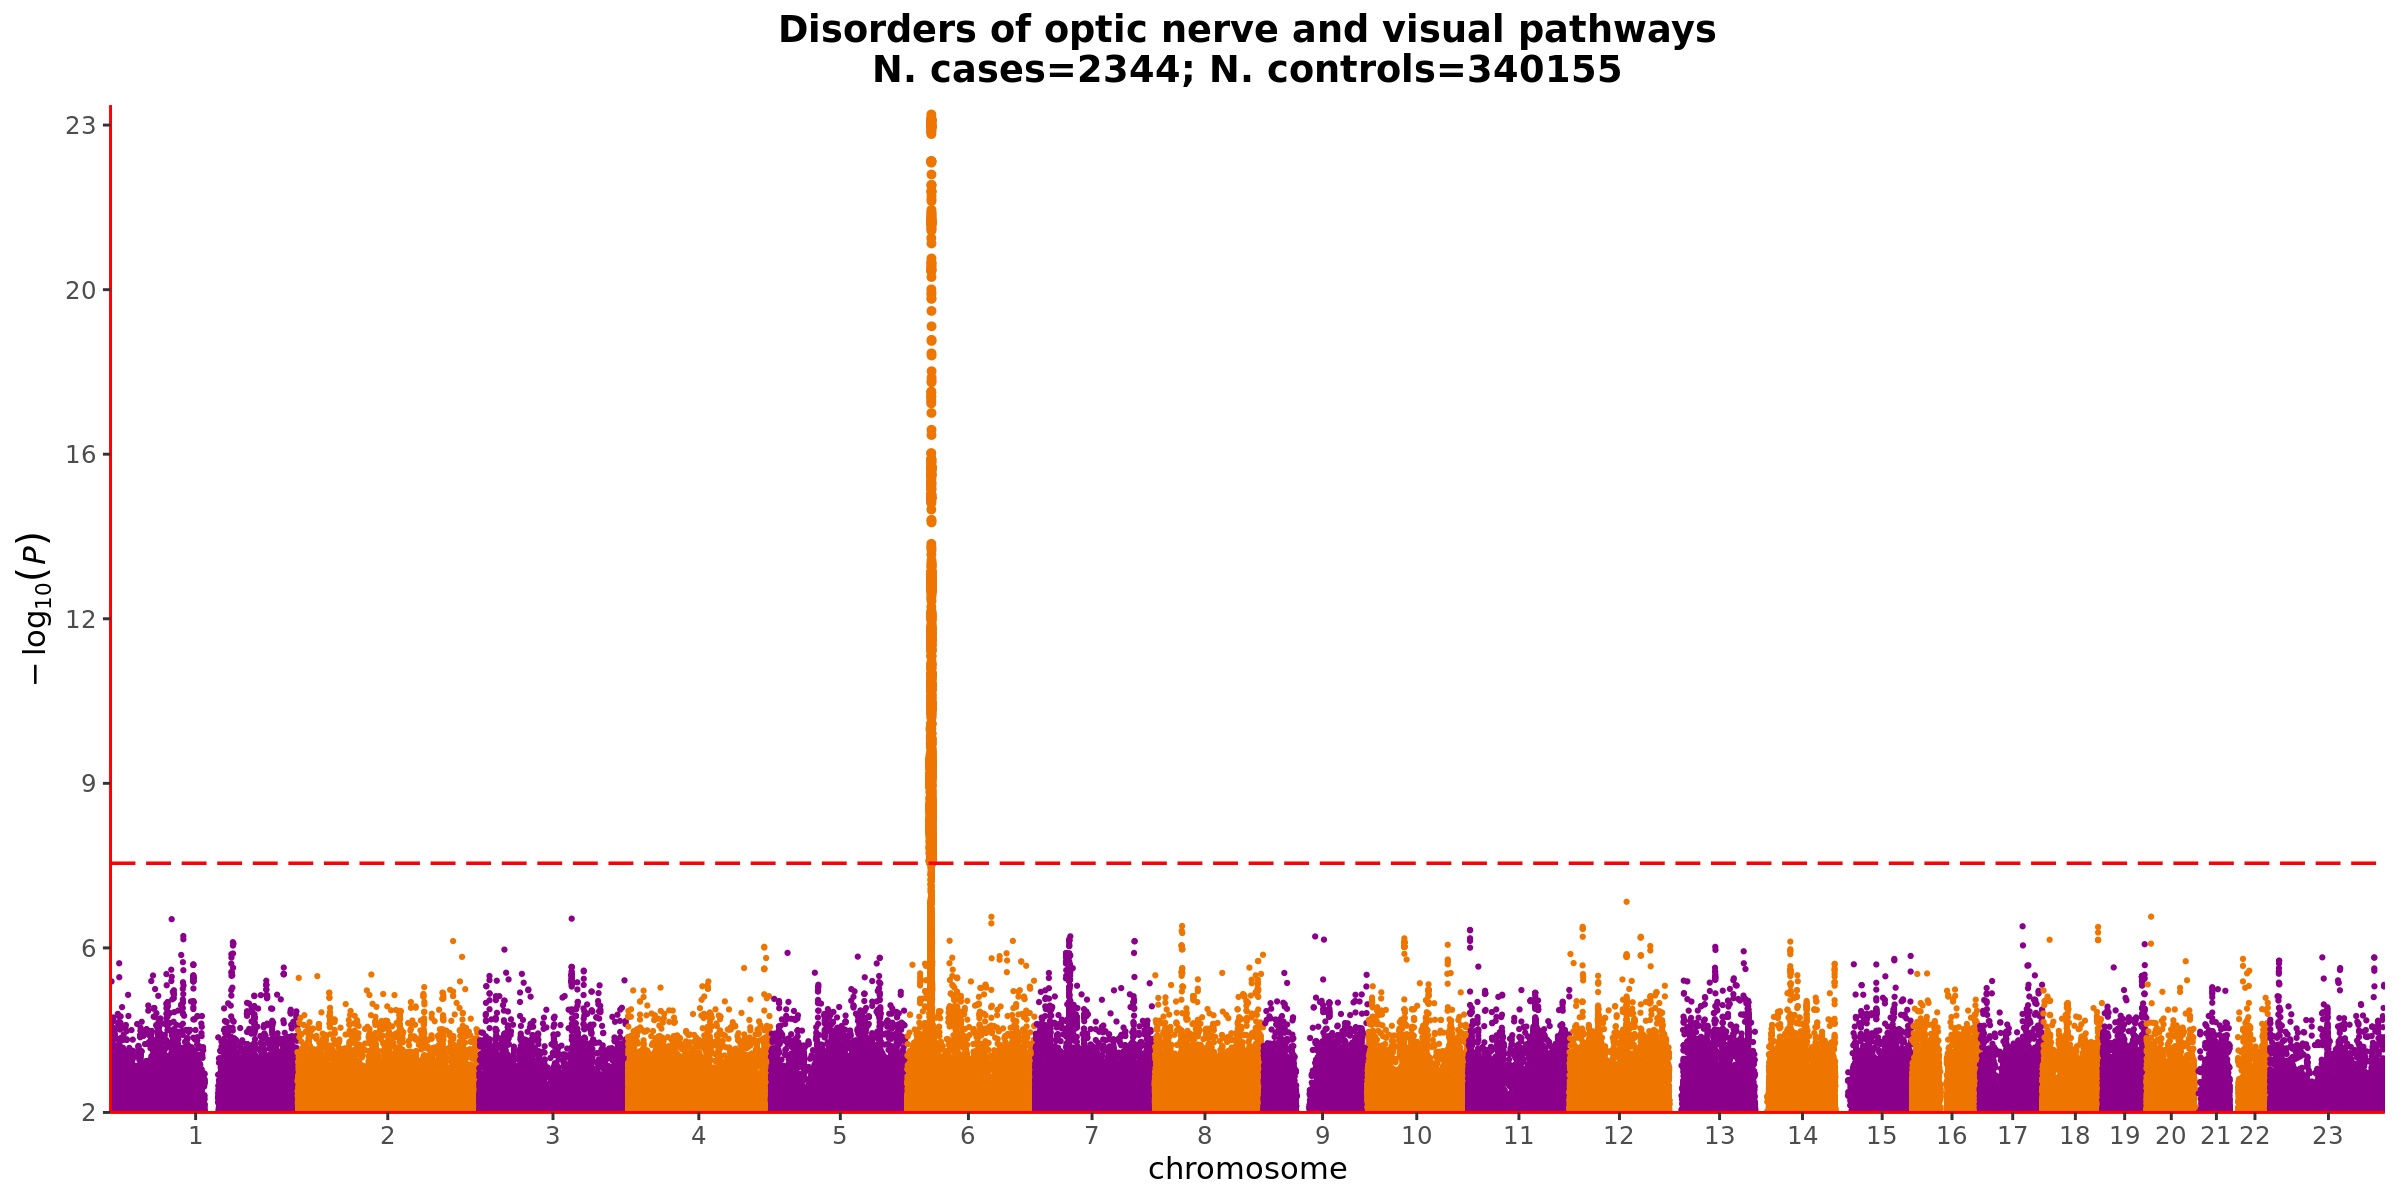 Disorders of optic nerve and visual pathways
N. cases=2344; N. controls=340155
23
20
16
12
9
6
2
−log10(P)
1 2 3 4 5 6 7 8 9 10 11 12 13 14 15 16 17 18 19 20 21 22 23
chromosome